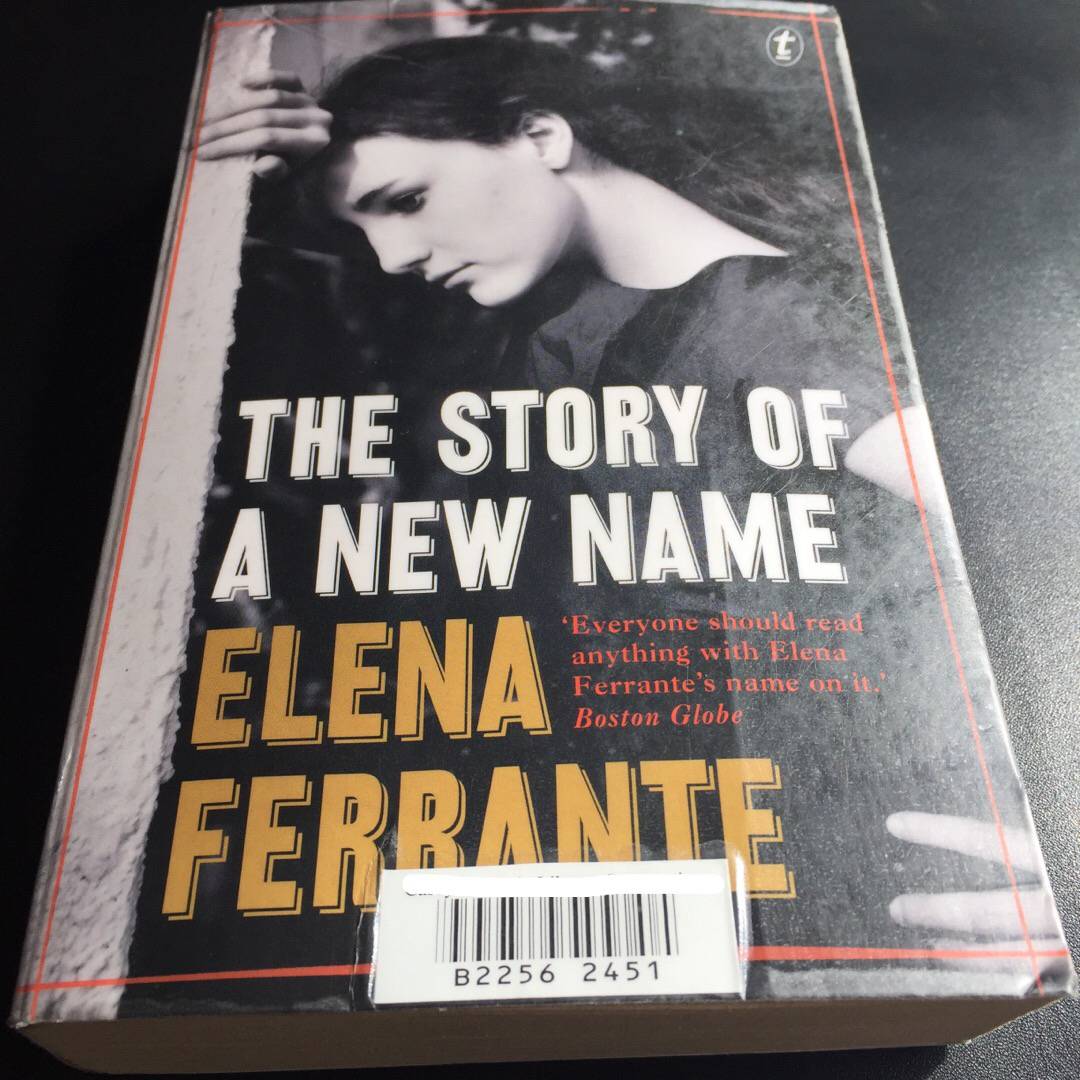 t
THE STORY OF
A NEW NAME
ELENA
FERRANTE
‘Everyone should read
anything with Elena
Ferrante’s name on it.’
Boston Globe
B2256 2451